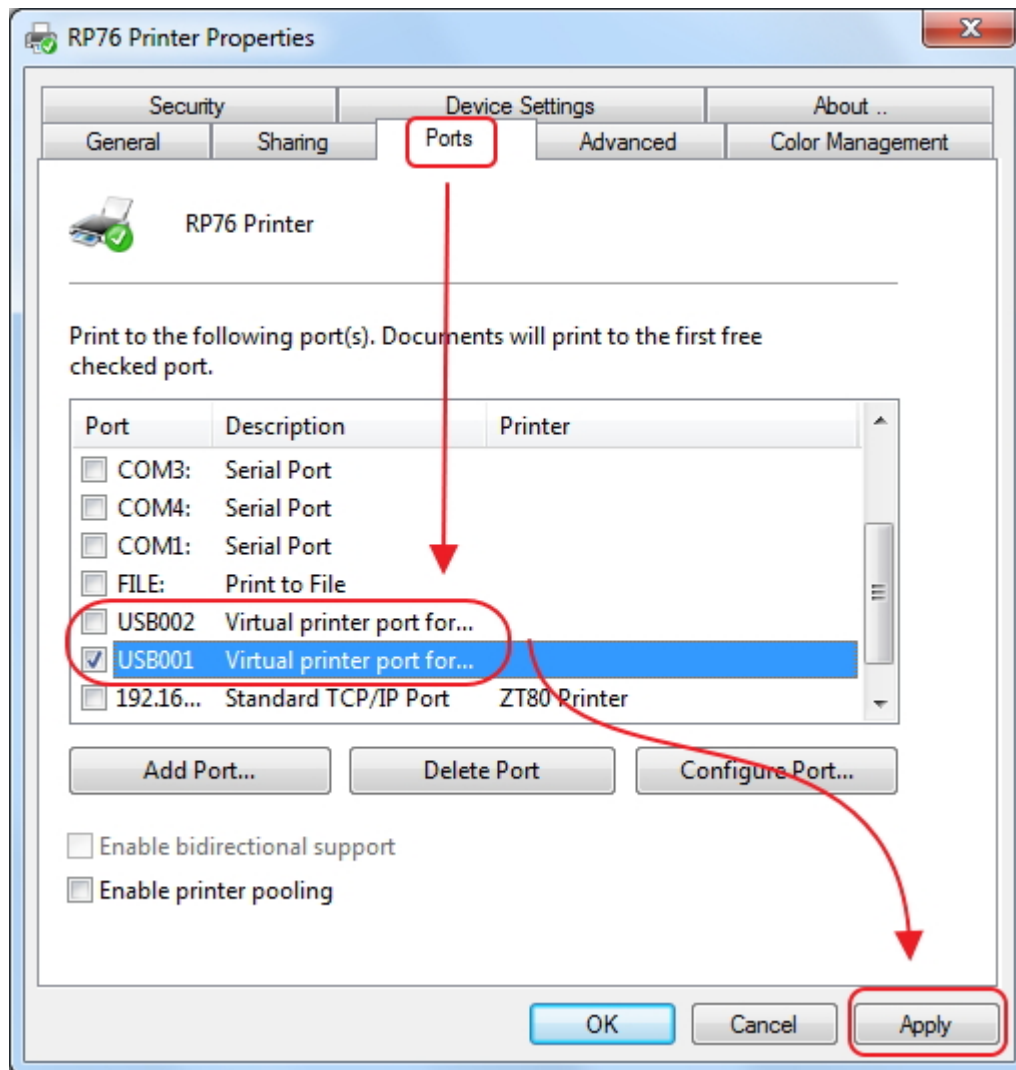 RP76 Printer Properties
X
Security Device Settings About ..
General Sharing Ports Advanced Color Management
RP76 Printer
Print to the following port(s). Documents will print to the first free
checked port.
Port Description Printer
COM3: Serial Port
COM4: Serial Port
COM1: Serial Port
FILE: Print to File
USB002 Virtual printer port for...
USB001 Virtual printer port for...
192.16... Standard TCP/IP Port ZT80 Printer
Add Port... Delete Port Configure Port...
Enable bidirectional support
Enable printer pooling
OK Cancel Apply